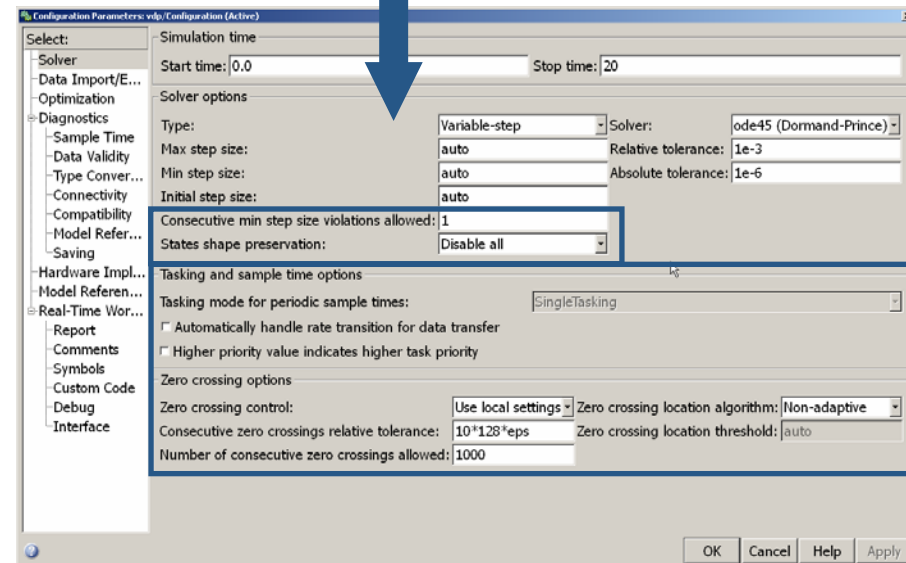 Configuration Parameters: vdp/Configuration (Active)
Select:
Solver
Data Import/E...
Optimization
Diagnostics
Sample Time
Data Validity
Type Conver...
Connectivity
Compatibility
Model Refer...
Saving
Hardware Impl...
Model Referen...
Real-Time Wor...
Report
Comments
Symbols
Custom Code
Debug
Interface
Simulation time
Start time: 0.0 Stop time: 20
Solver options
Type: Variable-step Solver: ode45 (Dormand-Prince)
Max step size: auto Relative tolerance: 1e-3
Min step size: auto Absolute tolerance: 1e-6
Initial step size: auto
Consecutive min step size violations allowed: 1
States shape preservation: Disable all
Tasking and sample time options
Tasking mode for periodic sample times: SingleTasking
Automatically handle rate transition for data transfer
Higher priority value indicates higher task priority
Zero crossing options
Zero crossing control: Use local settings Zero crossing location algorithm: Non-adaptive
Consecutive zero crossings relative tolerance: 10*128*eps Zero crossing location threshold: auto
Number of consecutive zero crossings allowed: 1000
OK Cancel Help Apply